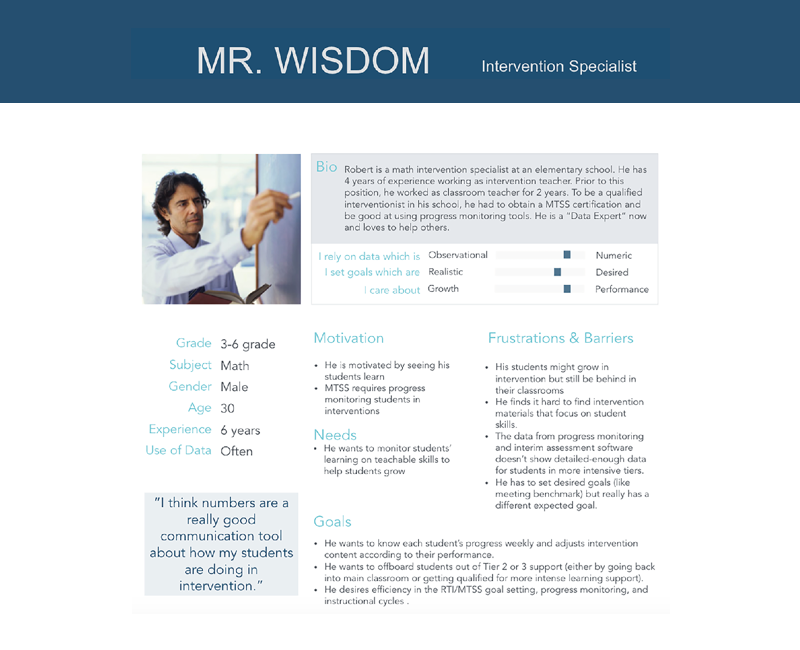 MR. WISDOM
Intervention Specialist
Bio
Robert is a math intervention specialist at an elementary school. He has
4 years of experience working as intervention teacher. Prior to this
position, he worked as classroom teacher for 2 years. To be a qualified
interventionist in his school, he had to obtain a MTSS certification and
be good at using progress monitoring tools. He is a “Data Expert” now
and loves to help others.
I rely on data which is Observational Numeric
I set goals which are Realistic Desired
I care about Growth Performance
Grade 3-6 grade
Subject Math
Gender Male
Age 30
Experience 6 years
Use of Data Often
"I think numbers are a
really good
communication tool
about how my students
are doing in
intervention."
Motivation
• He is motivated by seeing his
students learn
• MTSS requires progress
monitoring students in
interventions
Needs
• He wants to monitor students’
learning on teachable skills to
help students grow
Frustrations & Barriers
• His students might grow in
intervention but still be behind in
their classrooms
• He finds it hard to find intervention
materials that focus on student
skills.
• The data from progress monitoring
and interim assessment software
doesn’t show detailed-enough data
for students in more intensive tiers.
• He has to set desired goals (like
meeting benchmark) but really has a
different expected goal.
Goals
• He wants to know each student’s progress weekly and adjusts intervention
content according to their performance.
• He wants to offboard students out of Tier 2 or 3 support (either by going back
into main classroom or getting qualified for more intense learning support).
• He desires efficiency in the RTI/MTSS goal setting, progress monitoring, and
instructional cycles .